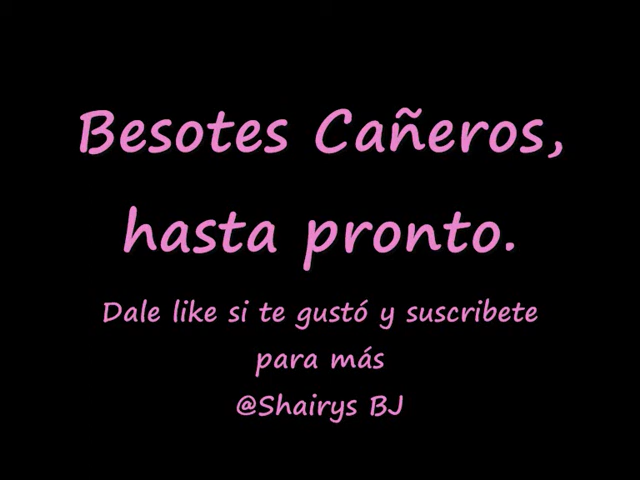 Besotes Cañeros,
hasta pronto.
Dale like si te gustó y suscribete
para más
@Shairys BJ